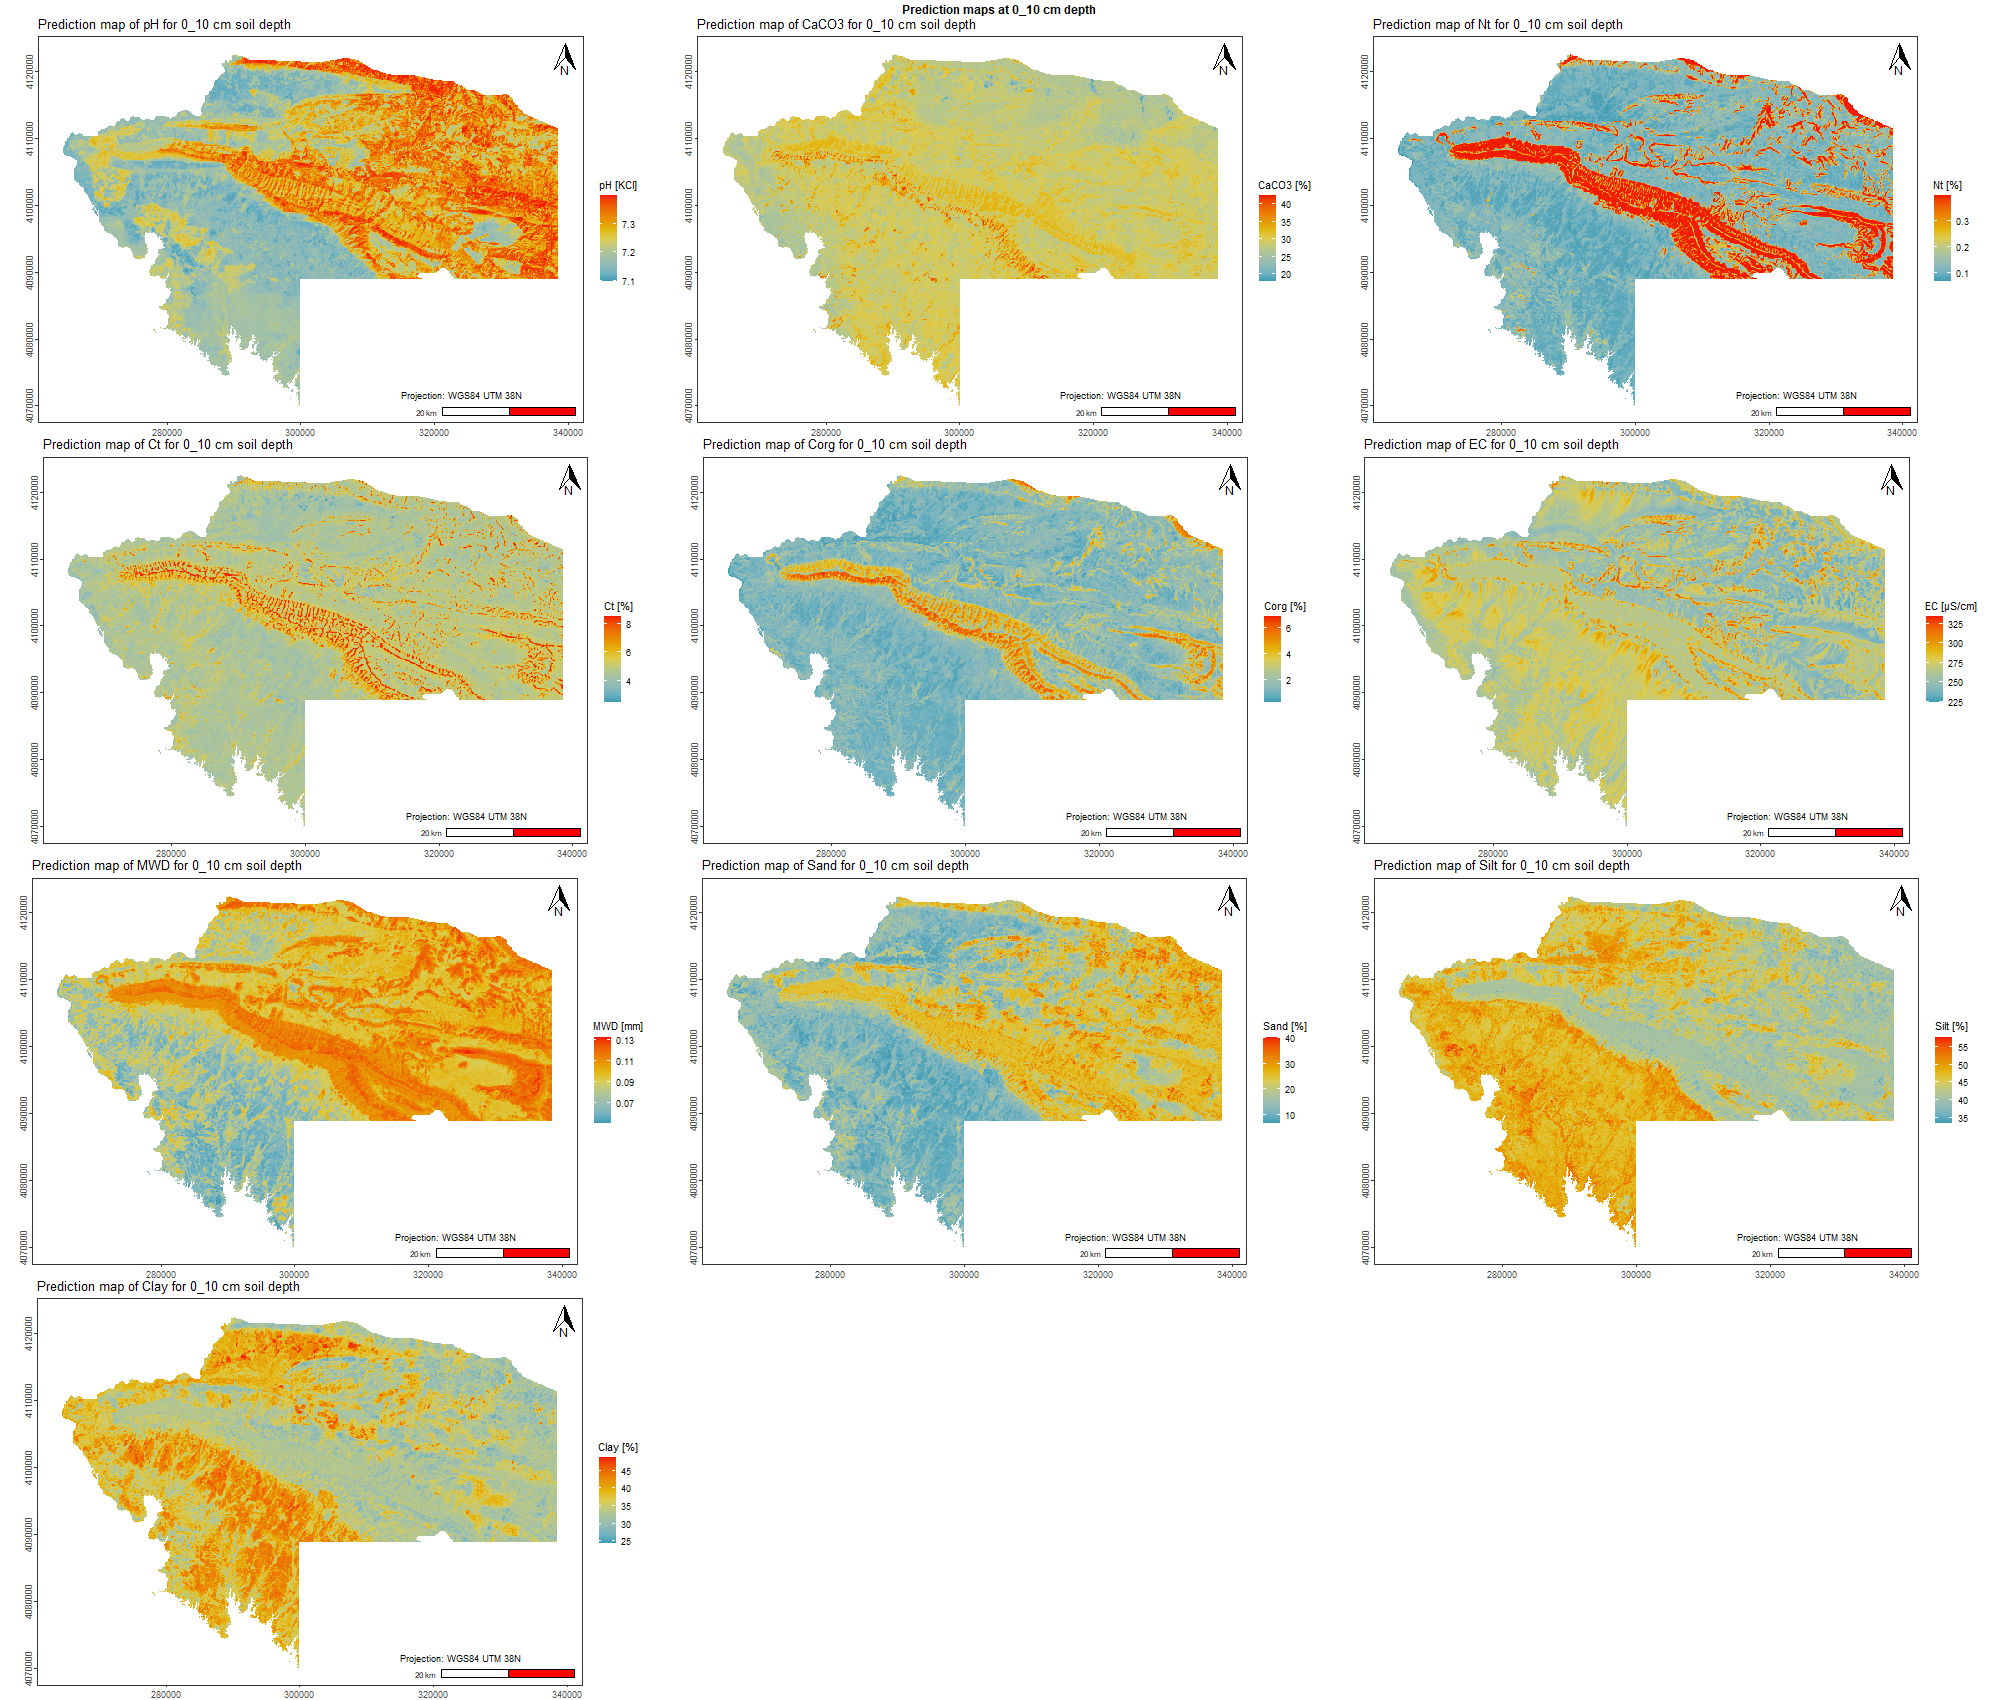 Prediction maps at 0_10 cm depth
Prediction map of pH for 0_10 cm soil depth
N
4120000
4110000
4100000
4090000
4080000
4070000
pH [KCl]
7.3
7.2
7.1
Projection: WGS84 UTM 38N
20 km
280000 300000 320000 340000
Prediction map of CaCO3 for 0_10 cm soil depth
N
4120000
4110000
4100000
4090000
4080000
4070000
CaCO3 [%]
40
35
30
25
20
Projection: WGS84 UTM 38N
20 km
280000 300000 320000 340000
Prediction map of Nt for 0_10 cm soil depth
N
4120000
4110000
4100000
4090000
4080000
4070000
Nt [%]
0.3
0.2
0.1
Projection: WGS84 UTM 38N
20 km
280000 300000 320000 340000
Prediction map of Ct for 0_10 cm soil depth
N
4120000
4110000
4100000
4090000
4080000
4070000
Ct [%]
8
6
4
Projection: WGS84 UTM 38N
20 km
280000 300000 320000 340000
Prediction map of Corg for 0_10 cm soil depth
N
4120000
4110000
4100000
4090000
4080000
4070000
Corg [%]
6
4
2
Projection: WGS84 UTM 38N
20 km
280000 300000 320000 340000
Prediction map of EC for 0_10 cm soil depth
N
4120000
4110000
4100000
4090000
4080000
4070000
EC [µS/cm]
325
300
275
250
225
Projection: WGS84 UTM 38N
20 km
280000 300000 320000 340000
Prediction map of MWD for 0_10 cm soil depth
N
4120000
4110000
4100000
4090000
4080000
4070000
MWD [mm]
0.13
0.11
0.09
0.07
Projection: WGS84 UTM 38N
20 km
280000 300000 320000 340000
Prediction map of Sand for 0_10 cm soil depth
N
4120000
4110000
4100000
4090000
4080000
4070000
Sand [%]
40
30
20
10
Projection: WGS84 UTM 38N
20 km
280000 300000 320000 340000
Prediction map of Silt for 0_10 cm soil depth
N
4120000
4110000
4100000
4090000
4080000
4070000
Silt [%]
55
50
45
40
35
Projection: WGS84 UTM 38N
20 km
280000 300000 320000 340000
Prediction map of Clay for 0_10 cm soil depth
N
4120000
4110000
4100000
4090000
4080000
4070000
Clay [%]
45
40
35
30
25
Projection: WGS84 UTM 38N
20 km
280000 300000 320000 340000